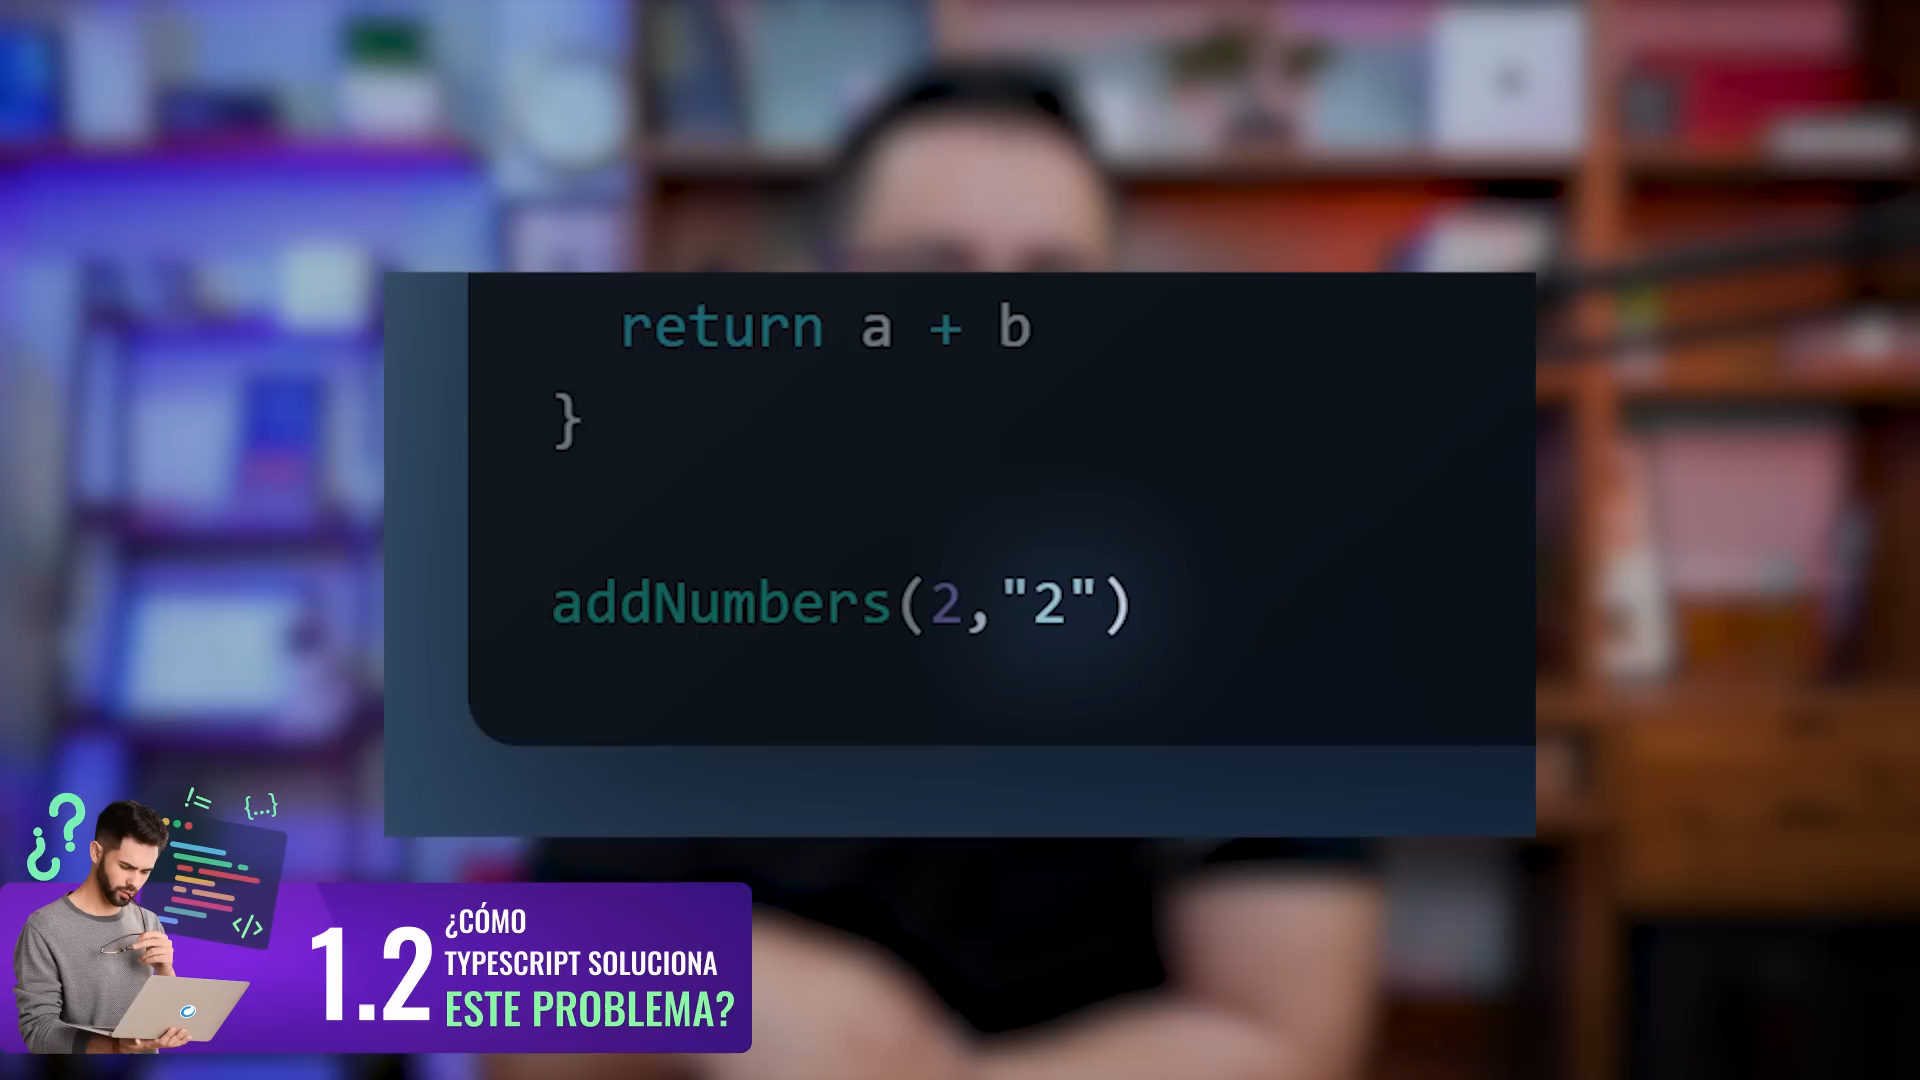 return a + b
}
addNumbers(2,"2")
¿?
!=
{...}
</>
1.2
¿CÓMO
TYPESCRIPT SOLUCIONA
ESTE PROBLEMA?